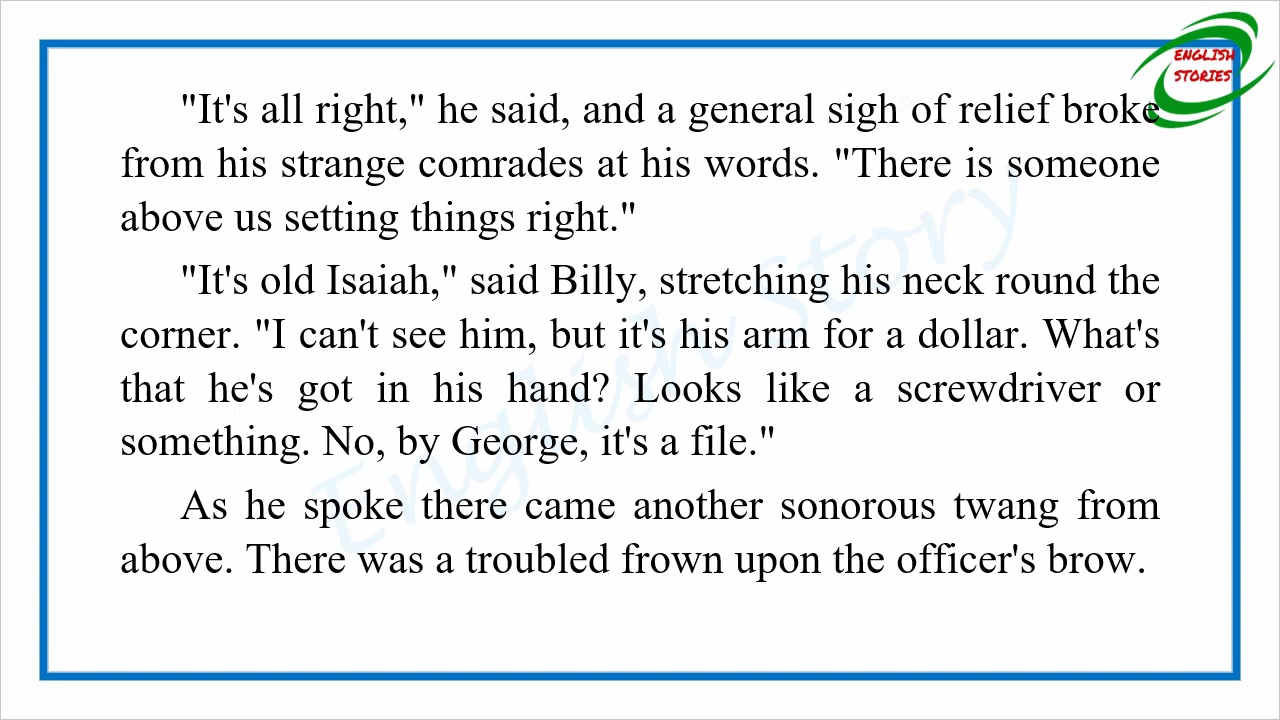 ENGLISH
STORIES
"It's all right," he said, and a general sigh of relief broke
from his strange comrades at his words. "There is someone
above us setting things right."
"It's old Isaiah," said Billy, stretching his neck round the
corner. "I can't see him, but it's his arm for a dollar. What's
that he's got in his hand? Looks like a screwdriver or
something. No, by George, it's a file."
As he spoke there came another sonorous twang from
above. There was a troubled frown upon the officer's brow.
English Story